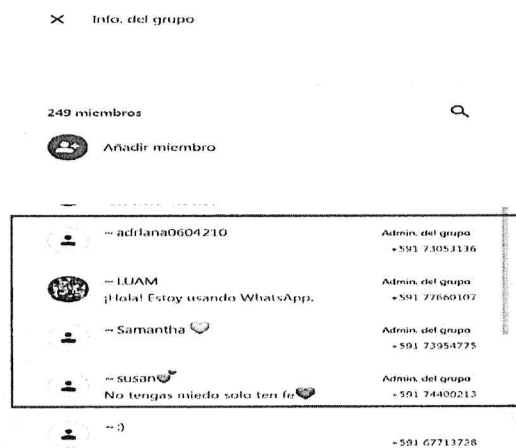 Info. del grupo
249 miembros
Añadir miembro
~ adriana0604210 Admin. del grupo
+591 73053136
~ LUAM Admin. del grupo
¡Hola! Estoy usando WhatsApp. +591 77660107
~ Samantha 🤍 Admin. del grupo
+591 73954775
~ susan💕 Admin. del grupo
No tengas miedo solo ten fe🖤 +591 74400213
~ :)
+591 67713728